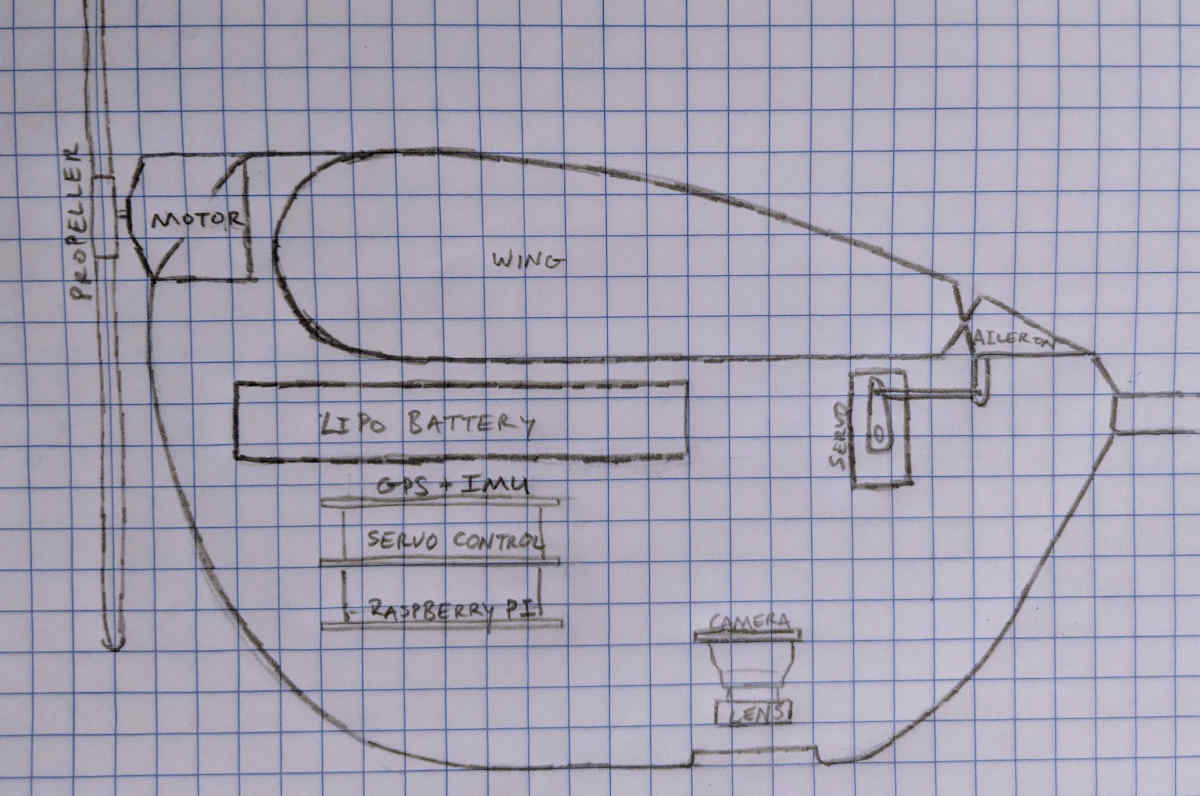 PROPELLER
MOTOR
WING
AILERON
LIPO BATTERY
SERVO
GPS + IMU
SERVO CONTROL
RASPBERRY PI
CAMERA
LENS